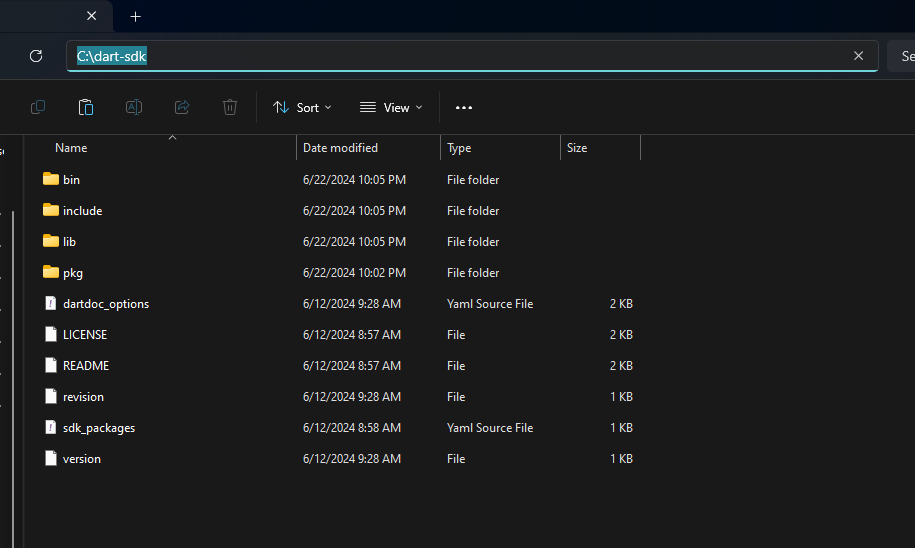 C:\dart-sdk
Se
Sort
View
Name Date modified Type Size
bin 6/22/2024 10:05 PM File folder
include 6/22/2024 10:05 PM File folder
lib 6/22/2024 10:05 PM File folder
pkg 6/22/2024 10:02 PM File folder
dartdoc_options 6/12/2024 9:28 AM Yaml Source File 2 KB
LICENSE 6/12/2024 8:57 AM File 2 KB
README 6/12/2024 8:57 AM File 2 KB
revision 6/12/2024 9:28 AM File 1 KB
sdk_packages 6/12/2024 8:58 AM Yaml Source File 1 KB
version 6/12/2024 9:28 AM File 1 KB